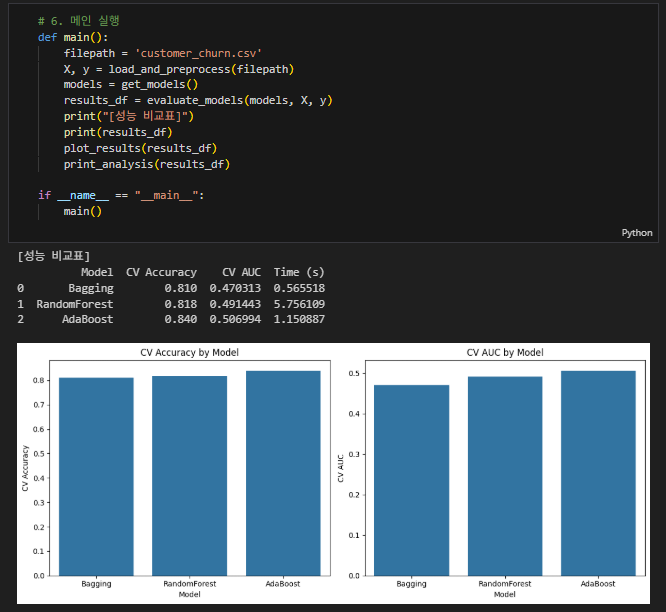 # 6. 메인 실행
def main():
    filepath = 'customer_churn.csv'
    X, y = load_and_preprocess(filepath)
    models = get_models()
    results_df = evaluate_models(models, X, y)
    print("[성능 비교표]")
    print(results_df)
    plot_results(results_df)
    print_analysis(results_df)
if __name__ == "__main__":
    main()
Python
[성능 비교표]
Model CV Accuracy CV AUC Time (s)
0 Bagging 0.810 0.470313 0.565518
1 RandomForest 0.818 0.491443 5.756109
2 AdaBoost 0.840 0.506994 1.150887
CV Accuracy by Model
0.8
0.7
0.6
0.5
0.4
0.3
0.2
0.1
0.0
CV Accuracy
Bagging RandomForest AdaBoost
Model
CV AUC by Model
0.5
0.4
0.3
0.2
0.1
0.0
CV AUC
Bagging RandomForest AdaBoost
Model